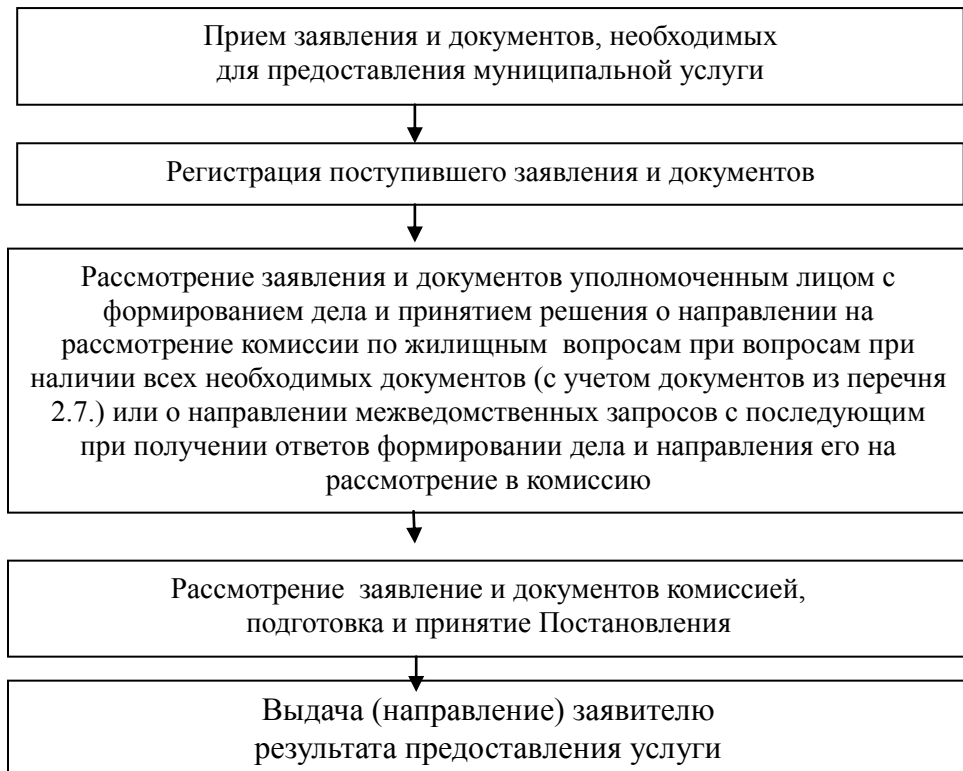 Прием заявления и документов, необходимых
для предоставления муниципальной услуги
Регистрация поступившего заявления и документов
Рассмотрение заявления и документов уполномоченным лицом с
формированием дела и принятием решения о направлении на
рассмотрение комиссии по жилищным вопросам при вопросам при
наличии всех необходимых документов (с учетом документов из перечня
2.7.) или о направлении межведомственных запросов с последующим
при получении ответов формировании дела и направления его на
рассмотрение в комиссию
Рассмотрение заявление и документов комиссией,
подготовка и принятие Постановления
Выдача (направление) заявителю
результата предоставления услуги